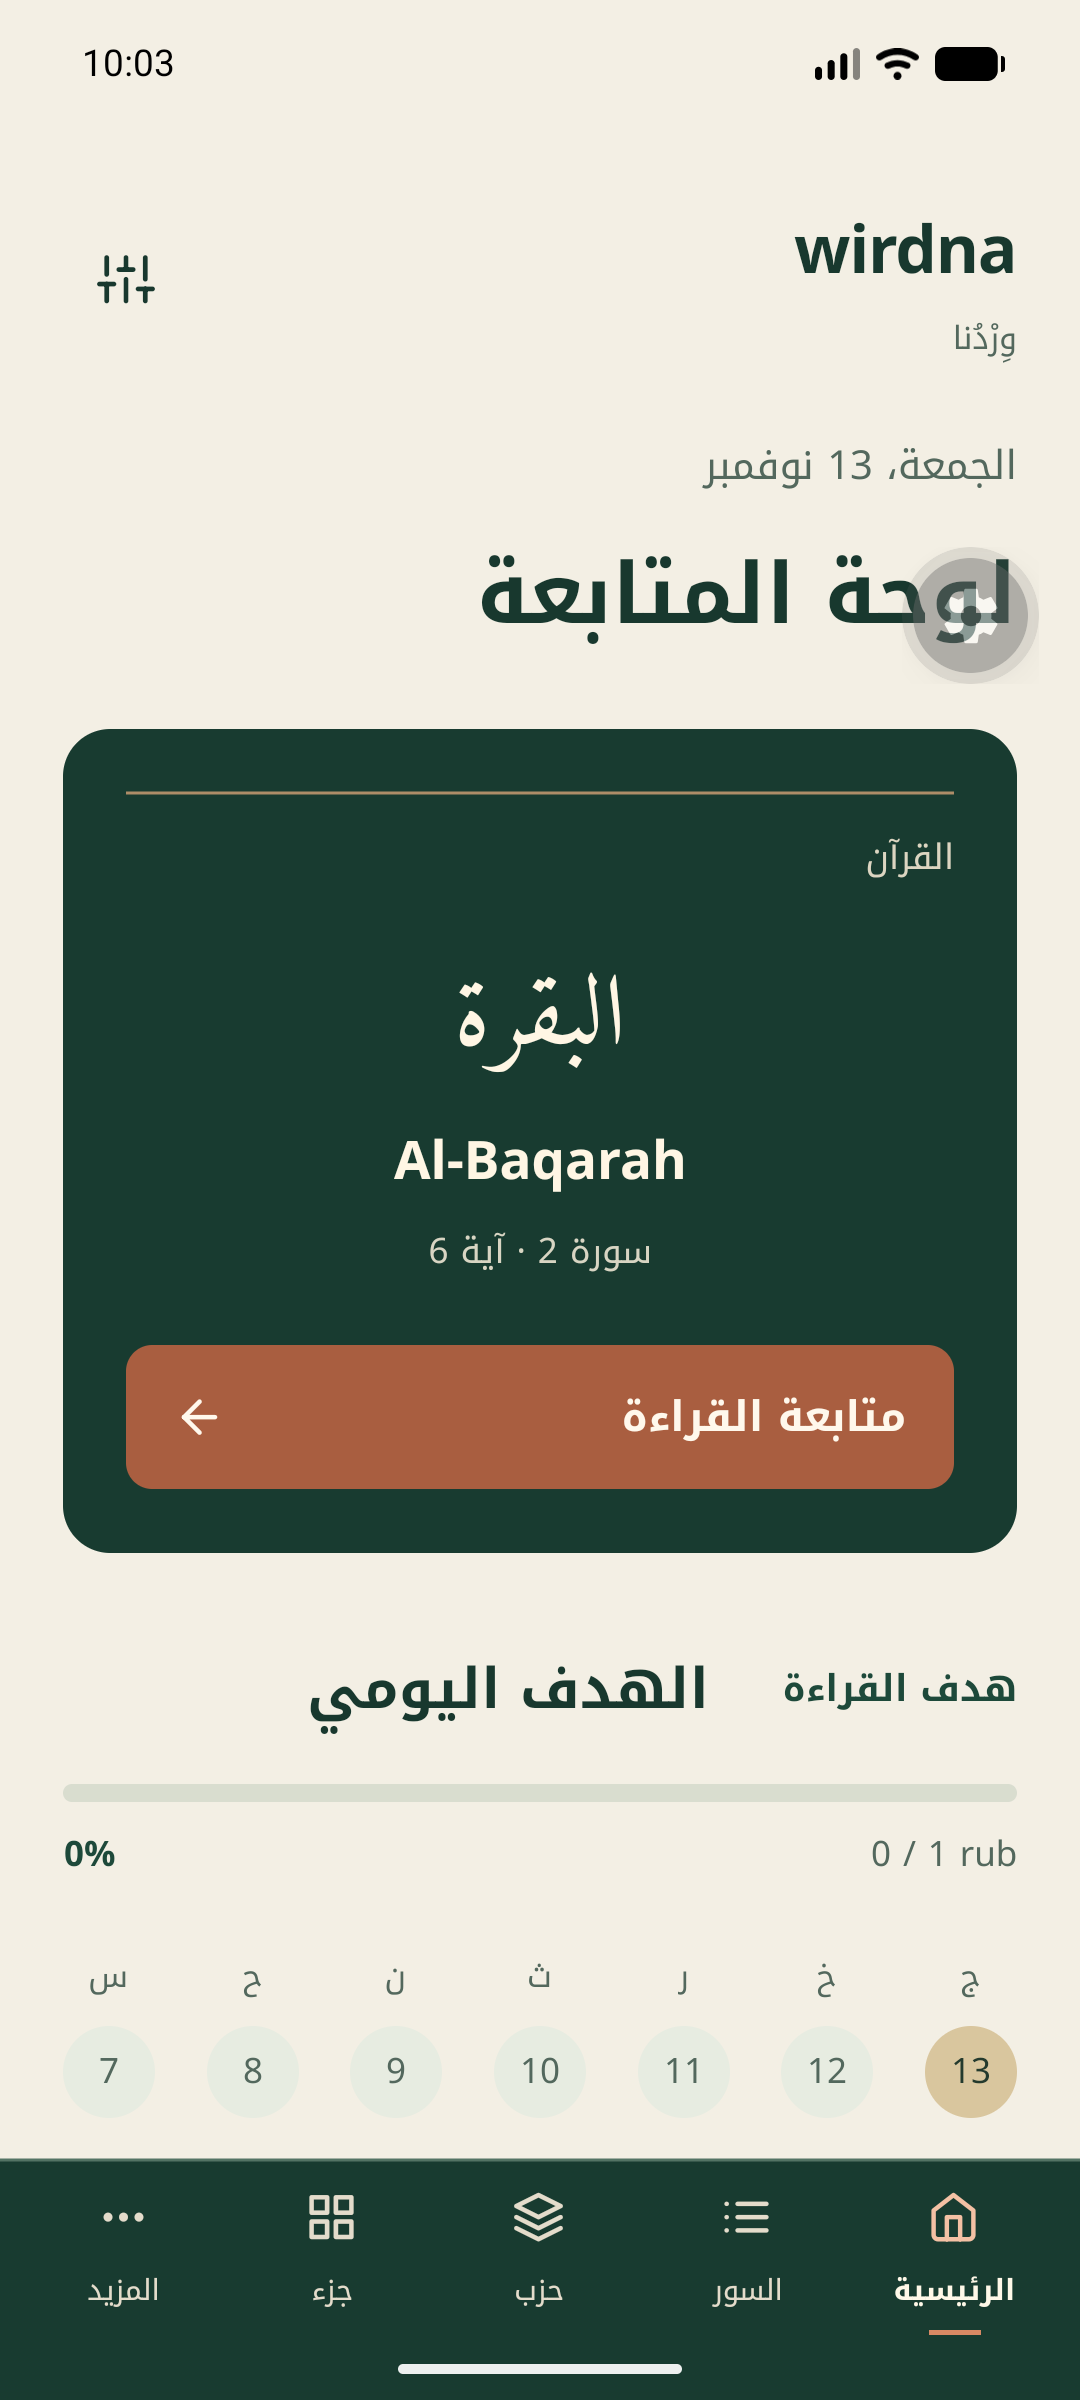 10:03
wirdna
وِرْدُنا
الجمعة، 13 نوفمبر
لوحة المتابعة
القرآن
البقرة
Al-Baqarah
سورة 2 · آية 6
متابعة القراءة
هدف القراءة الهدف اليومي
0 / 1 rub 0%
ج خ ر ث ن ح س
13 12 11 10 9 8 7
الرئيسية السور حزب جزء المزيد